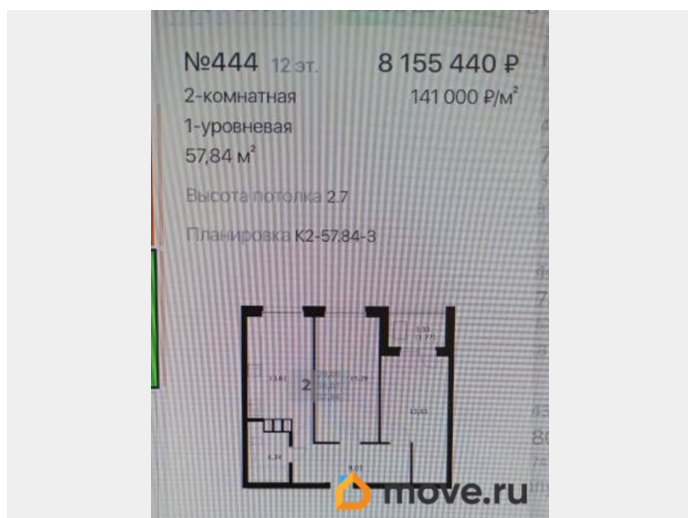 №444 12 эт. 8 155 440 ₽
2-комнатная 141 000 ₽/м²
1-уровневая
57,84 м²
Высота потолка 2.7
Планировка К2-57.84-3
2
move.ru